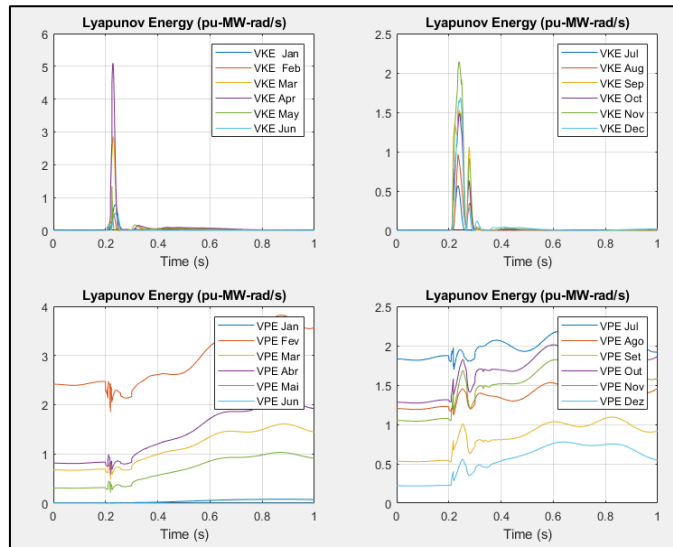 Lyapunov Energy (pu-MW-rad/s)
6
5
4
3
2
1
0
0 0.2 0.4 0.6 0.8 1
Time (s)
VKE Jan
VKE Feb
VKE Mar
VKE Apr
VKE May
VKE Jun
Lyapunov Energy (pu-MW-rad/s)
2.5
2
1.5
1
0.5
0
0 0.2 0.4 0.6 0.8 1
Time (s)
VKE Jul
VKE Aug
VKE Sep
VKE Oct
VKE Nov
VKE Dec
Lyapunov Energy (pu-MW-rad/s)
4
3
2
1
0
0 0.2 0.4 0.6 0.8 1
Time (s)
VPE Jan
VPE Fev
VPE Mar
VPE Abr
VPE Mai
VPE Jun
Lyapunov Energy (pu-MW-rad/s)
2.5
2
1.5
1
0.5
0
0 0.2 0.4 0.6 0.8 1
Time (s)
VPE Jul
VPE Ago
VPE Set
VPE Out
VPE Nov
VPE Dez